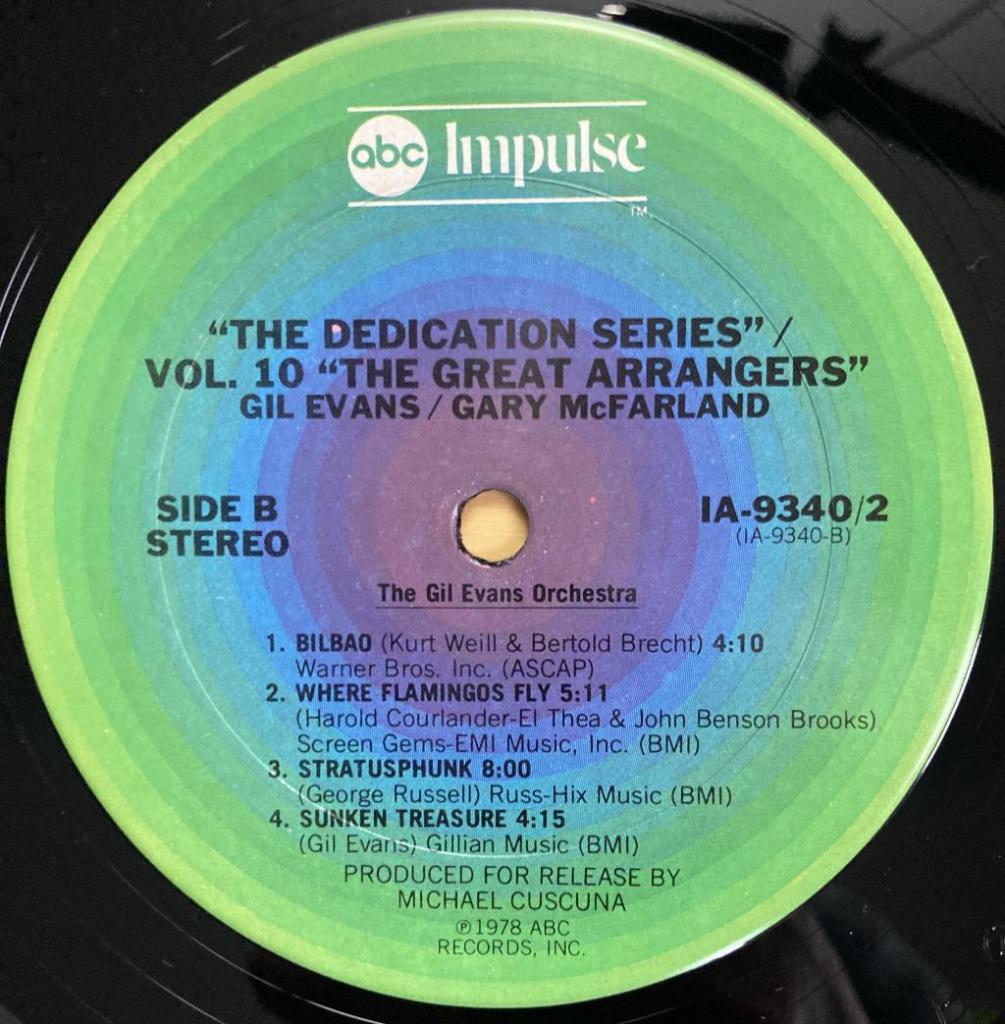 abc Impulse
TM
“THE DEDICATION SERIES” /
VOL. 10 “THE GREAT ARRANGERS”
GIL EVANS / GARY McFARLAND
SIDE B
STEREO
IA-9340/2
(IA-9340-B)
The Gil Evans Orchestra
1. BILBAO (Kurt Weill & Bertold Brecht) 4:10
Warner Bros. Inc. (ASCAP)
2. WHERE FLAMINGOS FLY 5:11
(Harold Courlander-El Thea & John Benson Brooks)
Screen Gems-EMI Music, Inc. (BMI)
3. STRATUSPHUNK 8:00
(George Russell) Russ-Hix Music (BMI)
4. SUNKEN TREASURE 4:15
(Gil Evans) Gillian Music (BMI)
PRODUCED FOR RELEASE BY
MICHAEL CUSCUNA
℗1978 ABC
RECORDS, INC.